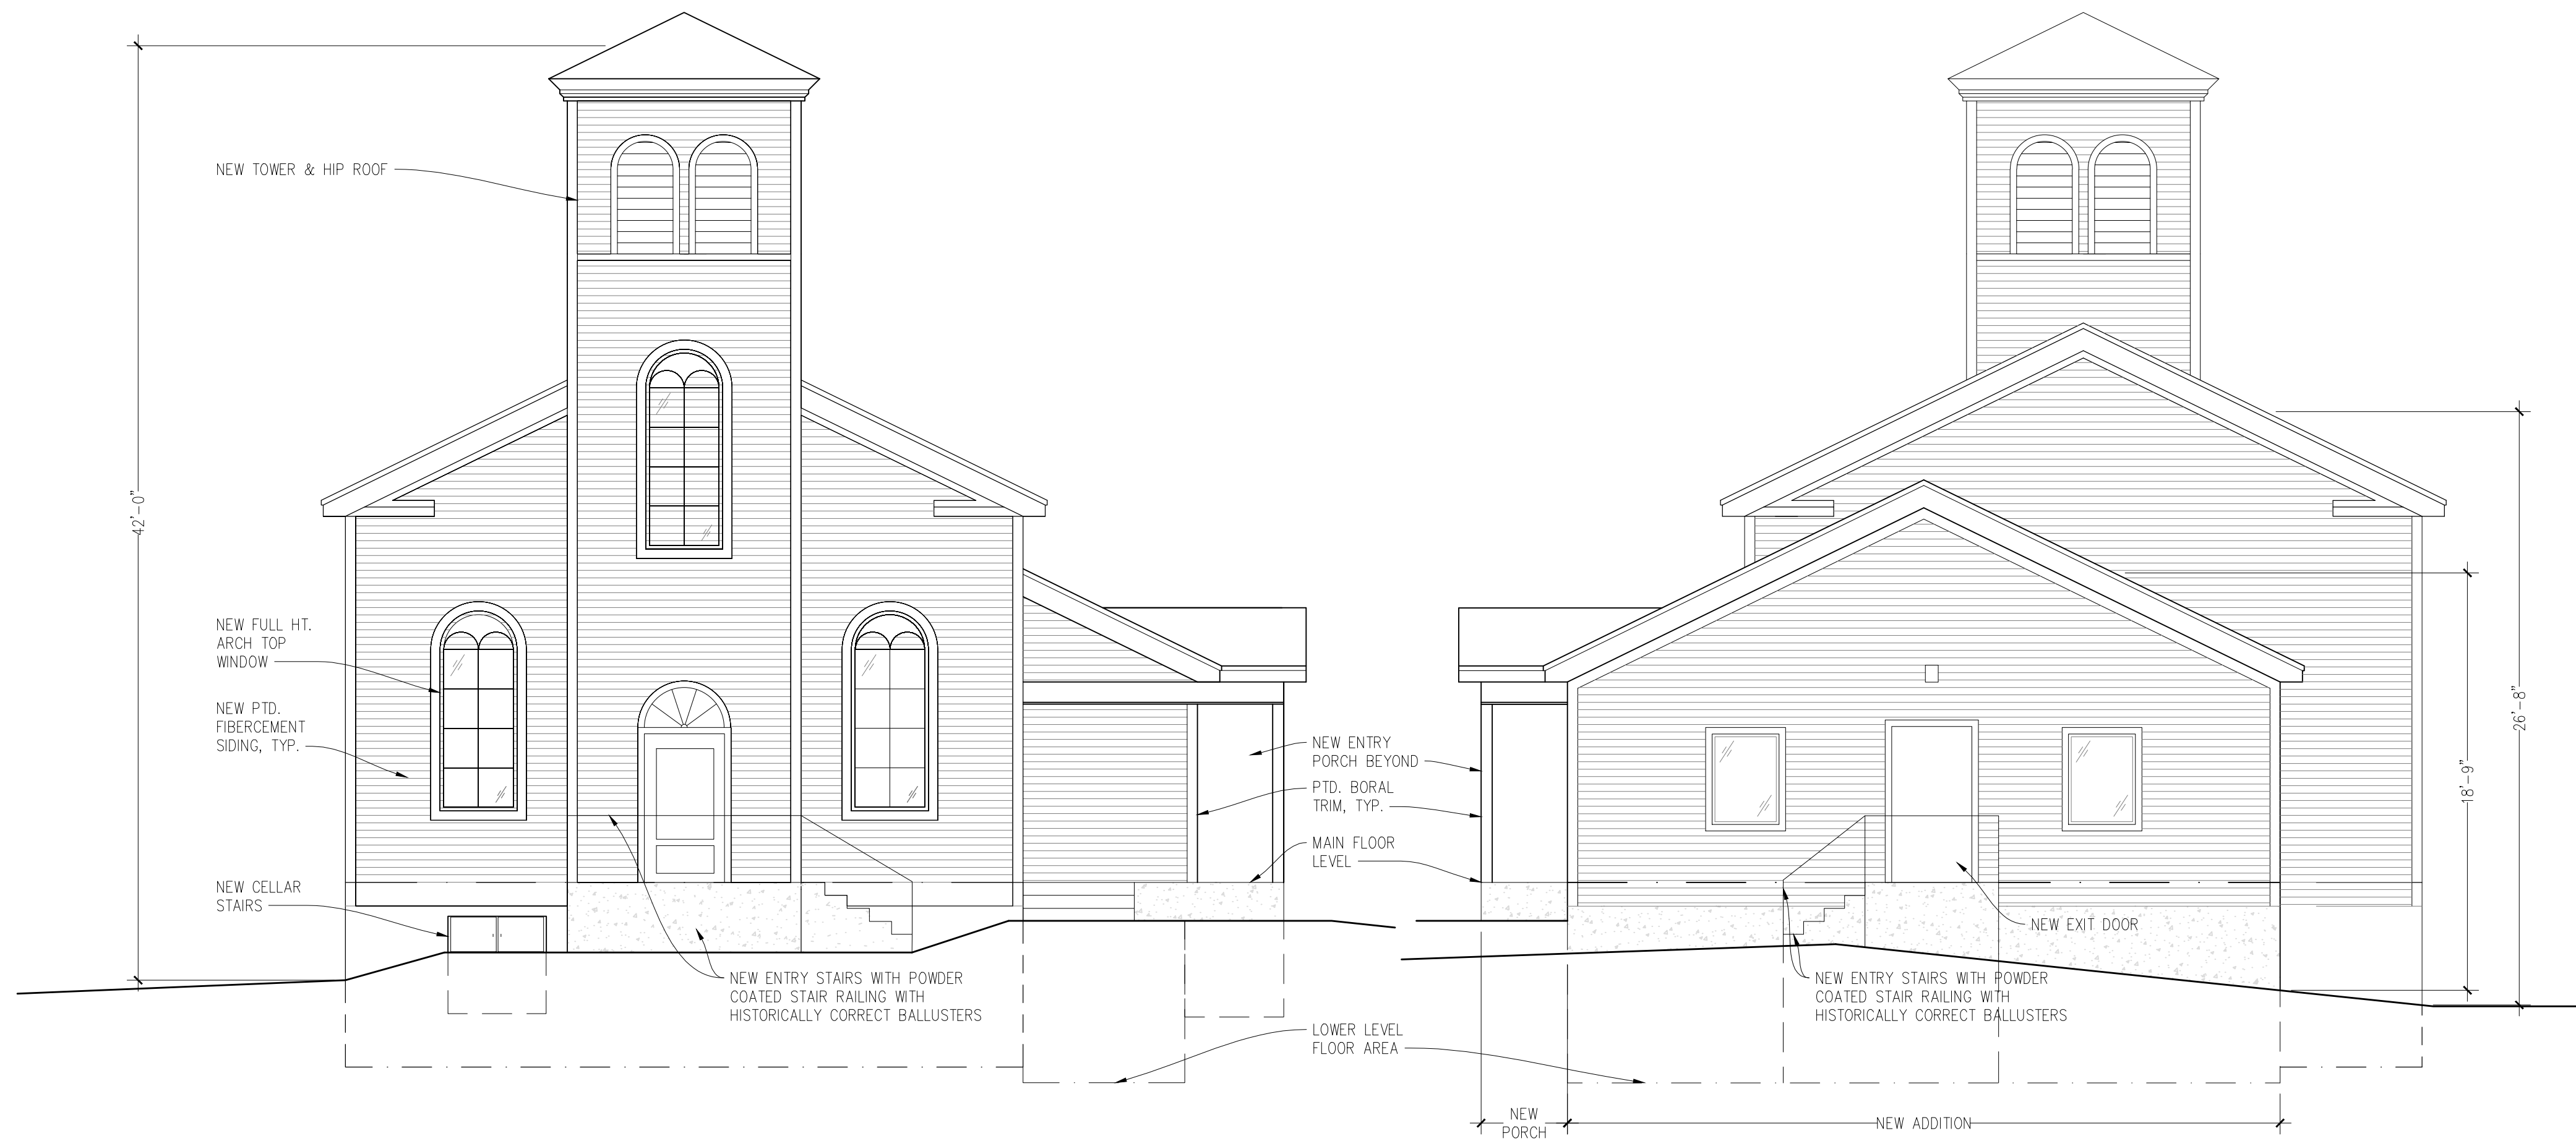 42'-0"
NEW TOWER & HIP ROOF
NEW FULL HT.
ARCH TOP
WINDOW
NEW PTD.
FIBERCEMENT
SIDING, TYP.
NEW CELLAR
STAIRS
NEW ENTRY STAIRS WITH POWDER
COATED STAIR RAILING WITH
HISTORICALLY CORRECT BALLUSTERS
NEW ENTRY
PORCH BEYOND
PTD. BORAL
TRIM, TYP.
MAIN FLOOR
LEVEL
LOWER LEVEL
FLOOR AREA
NEW EXIT DOOR
NEW ENTRY STAIRS WITH POWDER
COATED STAIR RAILING WITH
HISTORICALLY CORRECT BALLUSTERS
18'-9"
26'-8"
NEW
PORCH
NEW ADDITION